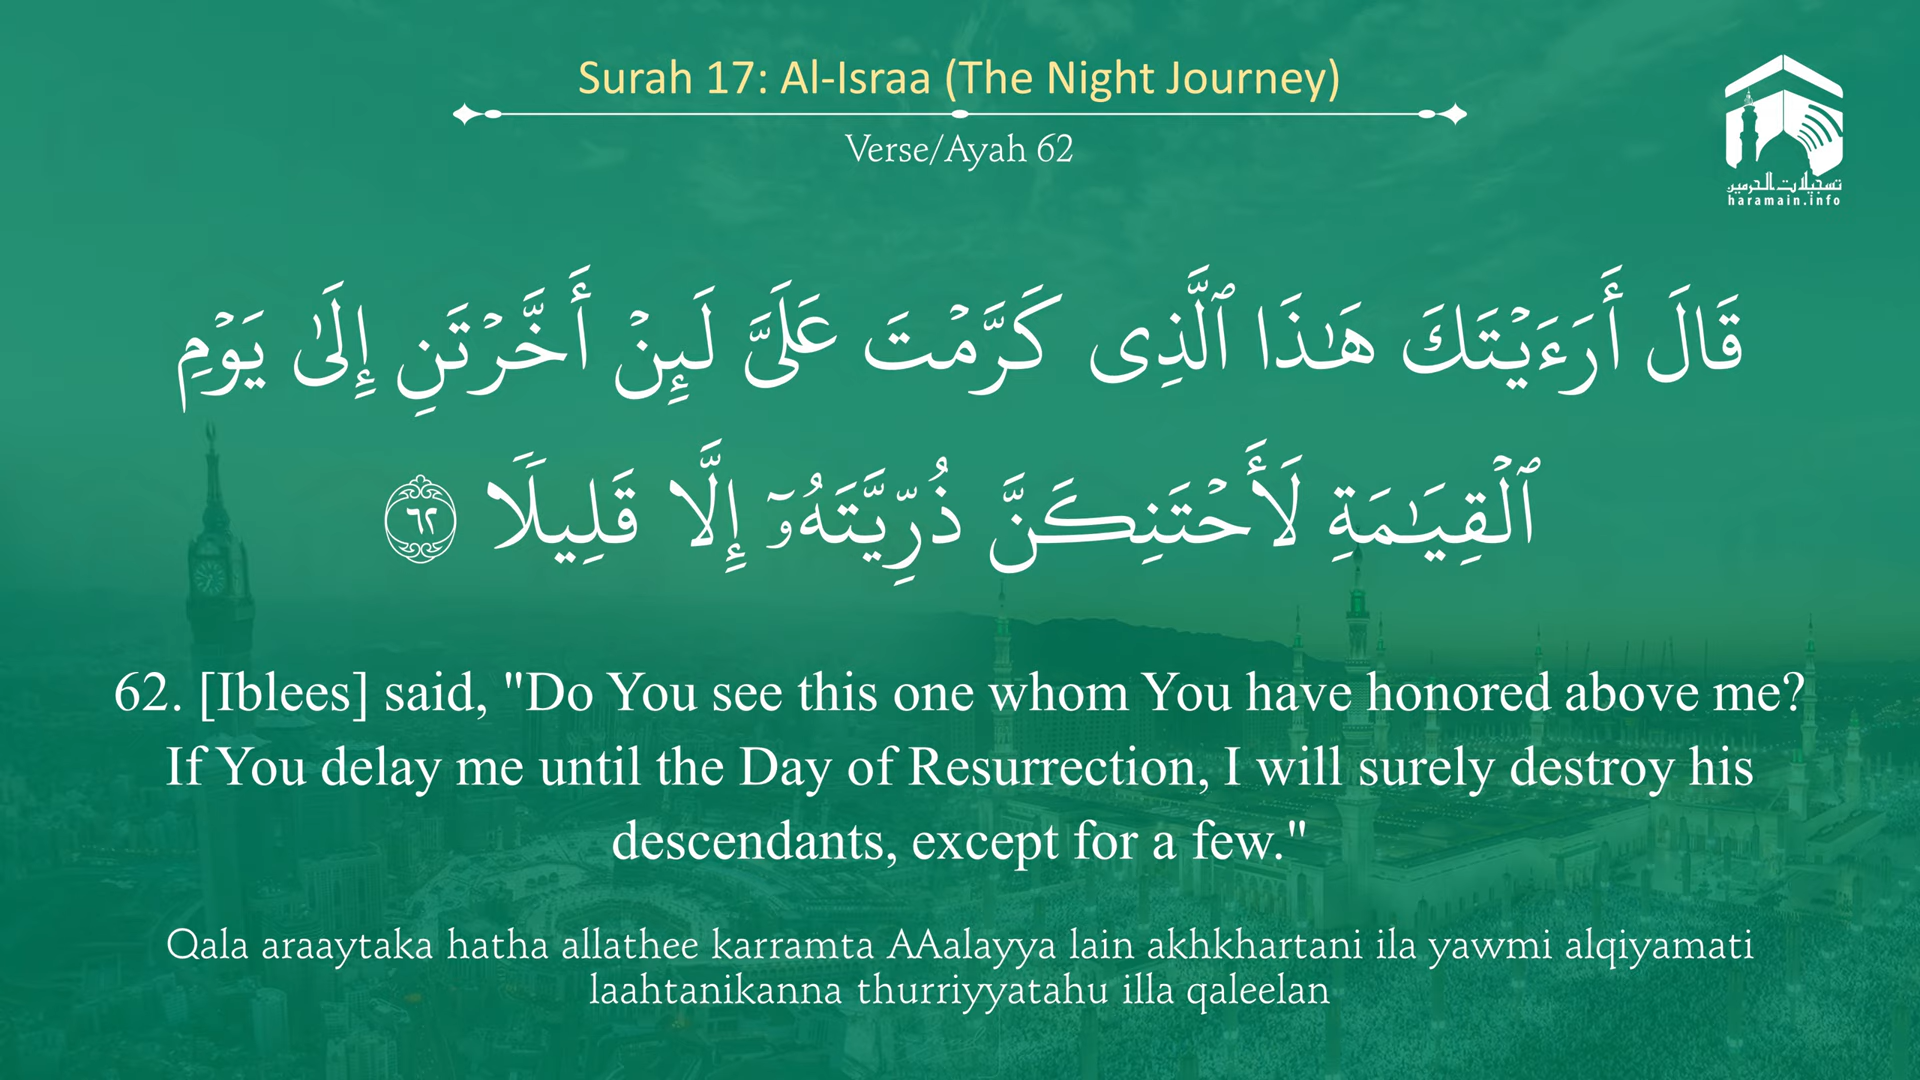 Surah 17: Al-Israa (The Night Journey)
Verse/Ayah 62
تسجيلات الحرمين
haramain.info
قَالَ أَرَءَيْتَكَ هَـٰذَا ٱلَّذِى كَرَّمْتَ عَلَىَّ لَئِنْ أَخَّرْتَنِ إِلَىٰ يَوْمِ
ٱلْقِيَـٰمَةِ لَأَحْتَنِكَنَّ ذُرِّيَّتَهُۥٓ إِلَّا قَلِيلًا ٦٢
62. [Iblees] said, "Do You see this one whom You have honored above me?
If You delay me until the Day of Resurrection, I will surely destroy his
descendants, except for a few."
Qala araaytaka hatha allathee karramta AAalayya lain akhkhartani ila yawmi alqiyamati
laahtanikanna thurriyyatahu illa qaleelan